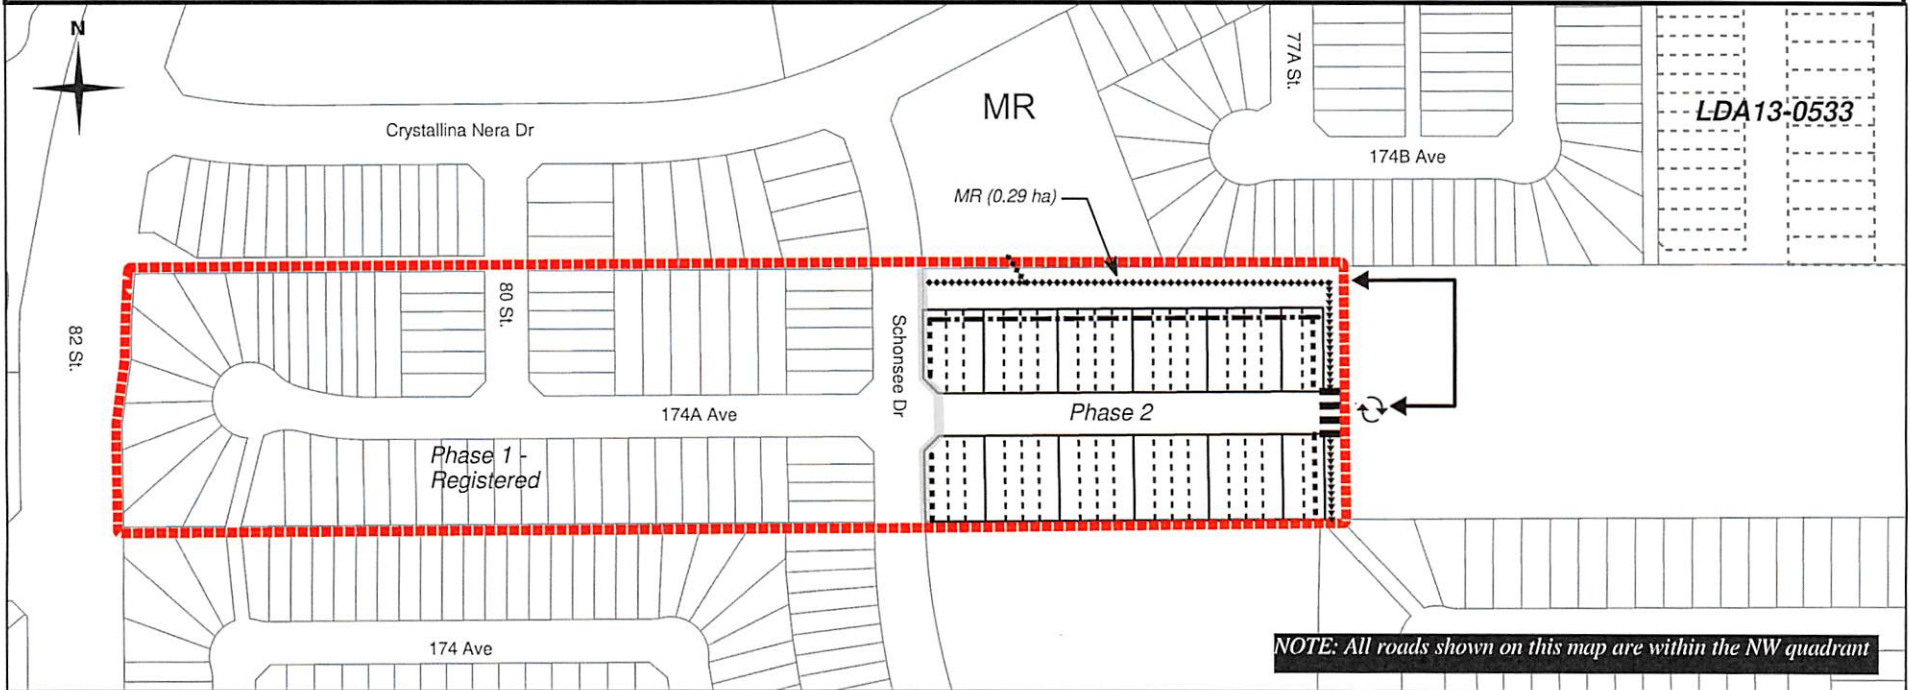 N
77A St.
MR
LDA13-0533
Crystallina Nera Dr
174B Ave
MR (0.29 ha)
80 St.
82 St.
Schonsee Dr
174A Ave
Phase 2
Phase 1 -
Registered
174 Ave
NOTE: All roads shown on this map are within the NW quadrant